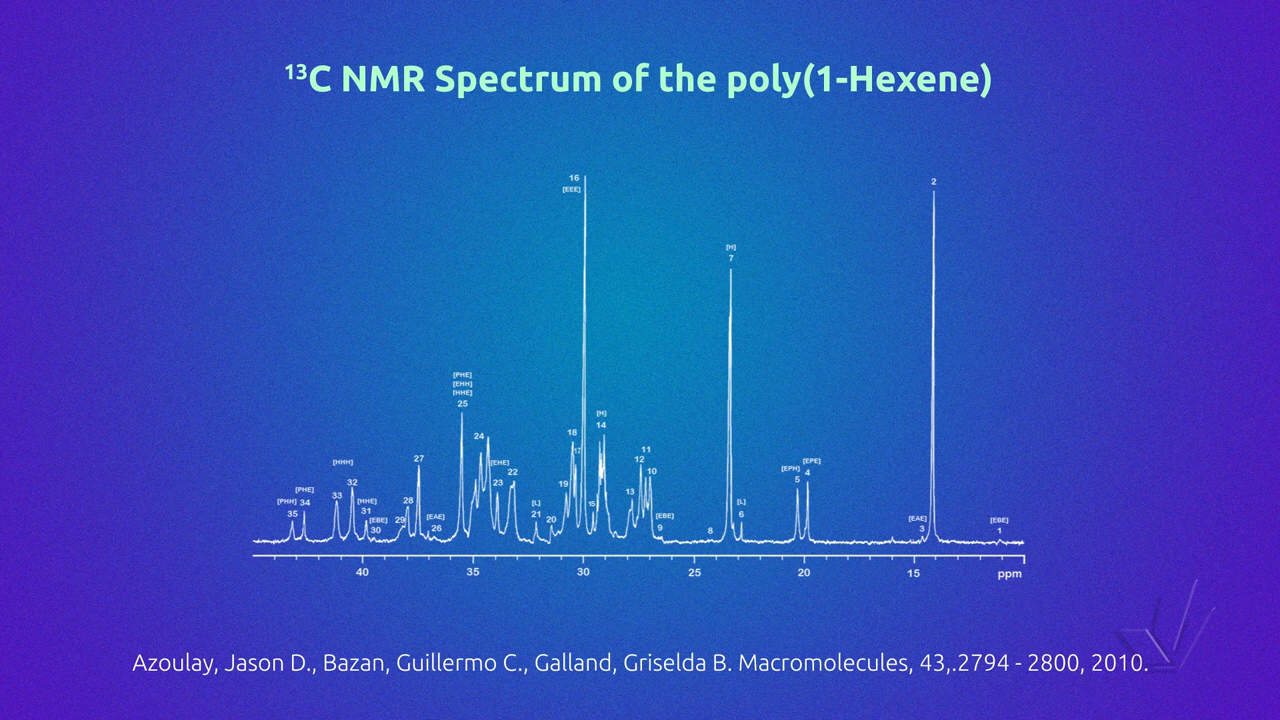 ¹³C NMR Spectrum of the poly(1-Hexene)
16
[EEE]
2
[H]
7
[PHE]
[EHH]
[HHE]
25
[H]
14
24
18
17
11
12
10
27
[HHH]
[EHE]
23
22
[EPH]
5
[EPE]
4
[PHH]
35
[PHE]
34
33
32
[HHE]
31
[EBE]
30
29
28
[EAE]
26
[L]
21
20
19
15
13
[EBE]
9
8
[L]
6
[EAE]
3
[EBE]
1
40 35 30 25 20 15 ppm
Azoulay, Jason D., Bazan, Guillermo C., Galland, Griselda B. Macromolecules, 43,.2794 - 2800, 2010.